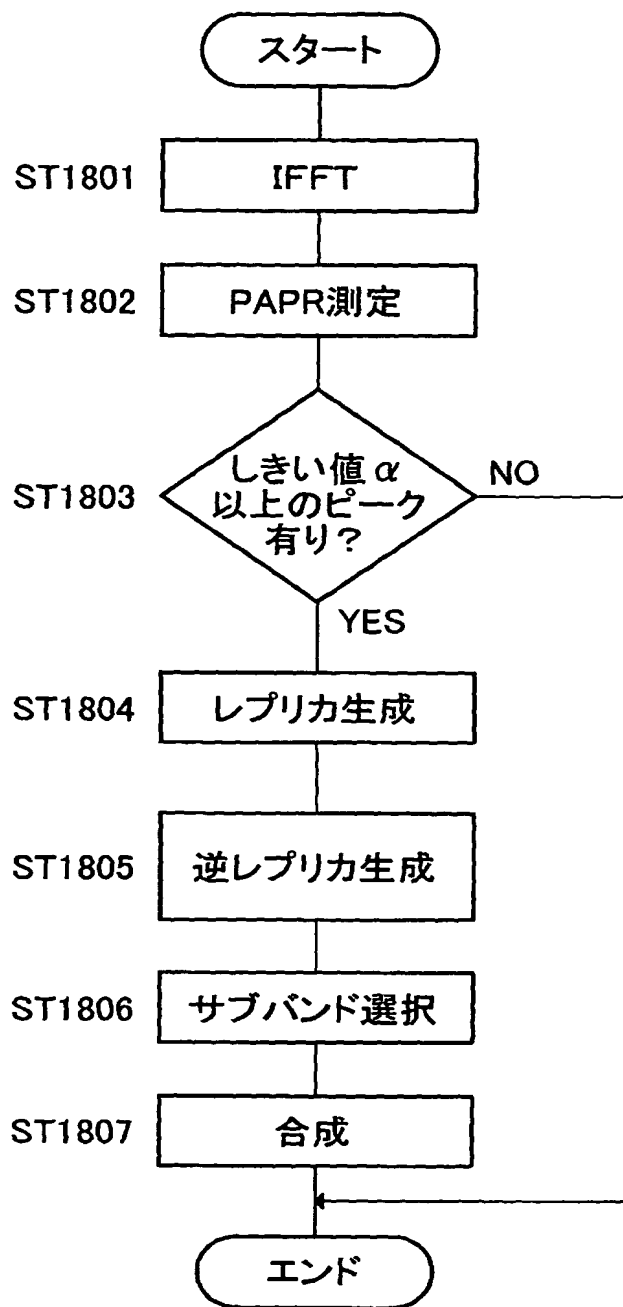 スタート
ST1801
IFFT
ST1802
PAPR測定
ST1803
しきい値α
以上のピーク
有り?
NO
YES
ST1804
レプリカ生成
ST1805
逆レプリカ生成
ST1806
サブバンド選択
ST1807
合成
エンド